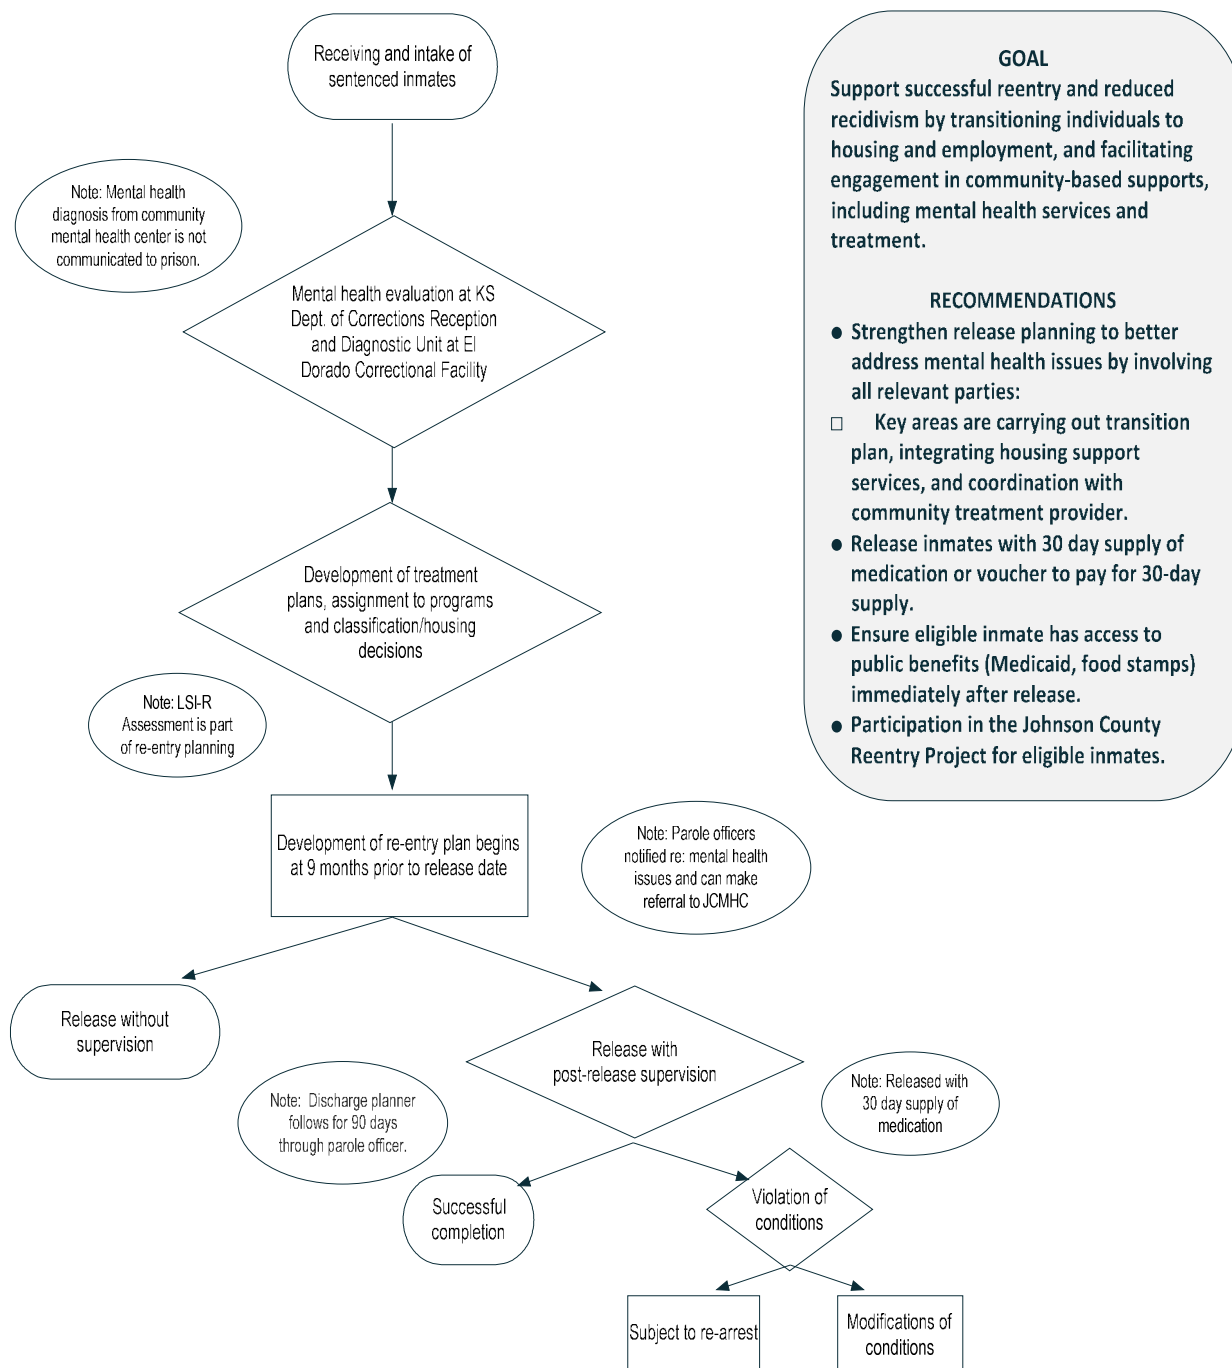 Receiving and intake of
sentenced inmates
Note: Mental health
diagnosis from community
mental health center is not
communicated to prison.
Mental health evaluation at KS
Dept. of Corrections Reception
and Diagnostic Unit at El
Dorado Correctional Facility
Development of treatment
plans, assignment to programs
and classification/housing
decisions
Note: LSI-R
Assessment is part
of re-entry planning
Development of re-entry plan begins
at 9 months prior to release date
Note: Parole officers
notified re: mental health
issues and can make
referral to JCMHC
Release without
supervision
Release with
post-release supervision
Note: Discharge planner
follows for 90 days
through parole officer.
Note: Released with
30 day supply of
medication
Successful
completion
Violation of
conditions
Subject to re-arrest
Modifications of
conditions
GOAL
Support successful reentry and reduced
recidivism by transitioning individuals to
housing and employment, and facilitating
engagement in community-based supports,
including mental health services and
treatment.
RECOMMENDATIONS
● Strengthen release planning to better
address mental health issues by involving
all relevant parties:
□ Key areas are carrying out transition
plan, integrating housing support
services, and coordination with
community treatment provider.
● Release inmates with 30 day supply of
medication or voucher to pay for 30-day
supply.
● Ensure eligible inmate has access to
public benefits (Medicaid, food stamps)
immediately after release.
● Participation in the Johnson County
Reentry Project for eligible inmates.